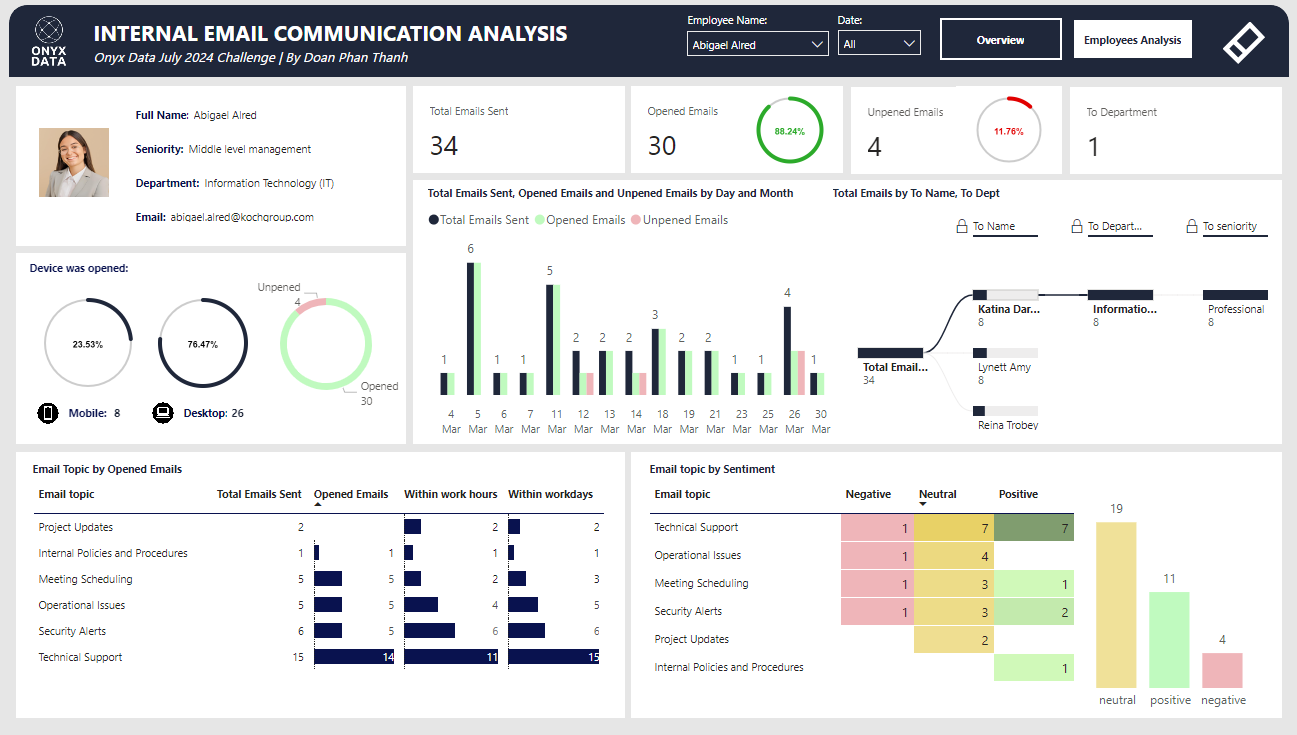 ONYX
DATA
INTERNAL EMAIL COMMUNICATION ANALYSIS
Onyx Data July 2024 Challenge | By Doan Phan Thanh
Employee Name:
Abigael Alred
Date:
All
Overview
Employees Analysis
Full Name: Abigael Alred
Seniority: Middle level management
Department: Information Technology (IT)
Email: abigael.alred@kochgroup.com
Total Emails Sent
34
Opened Emails
30
88.24%
Unpened Emails
4
11.76%
To Department
1
Device was opened:
23.53%
Mobile: 8
76.47%
Desktop: 26
Unpened
4
Opened
30
Total Emails Sent, Opened Emails and Unpened Emails by Day and Month
Total Emails Sent Opened Emails Unpened Emails
1 6 1 1 5 2 2 2 3 2 2 1 1 4 1
4 5 6 7 11 12 13 14 18 19 21 23 25 26 30
Mar Mar Mar Mar Mar Mar Mar Mar Mar Mar Mar Mar Mar Mar Mar
Total Emails by To Name, To Dept
To Name To Depart... To seniority
Total Email...
34
Katina Dar...
8
Informatio...
8
Professional
8
Lynett Amy
8
Reina Trobey
Email Topic by Opened Emails
Email topic Total Emails Sent Opened Emails Within work hours Within workdays
Project Updates 2 2 2
Internal Policies and Procedures 1 1 1 1
Meeting Scheduling 5 5 2 3
Operational Issues 5 5 4 5
Security Alerts 6 5 6 6
Technical Support 15 14 11 15
Email topic by Sentiment
Email topic Negative Neutral Positive
Technical Support 1 7 7
Operational Issues 1 4
Meeting Scheduling 1 3 1
Security Alerts 1 3 2
Project Updates 2
Internal Policies and Procedures 1
19 11 4
neutral positive negative